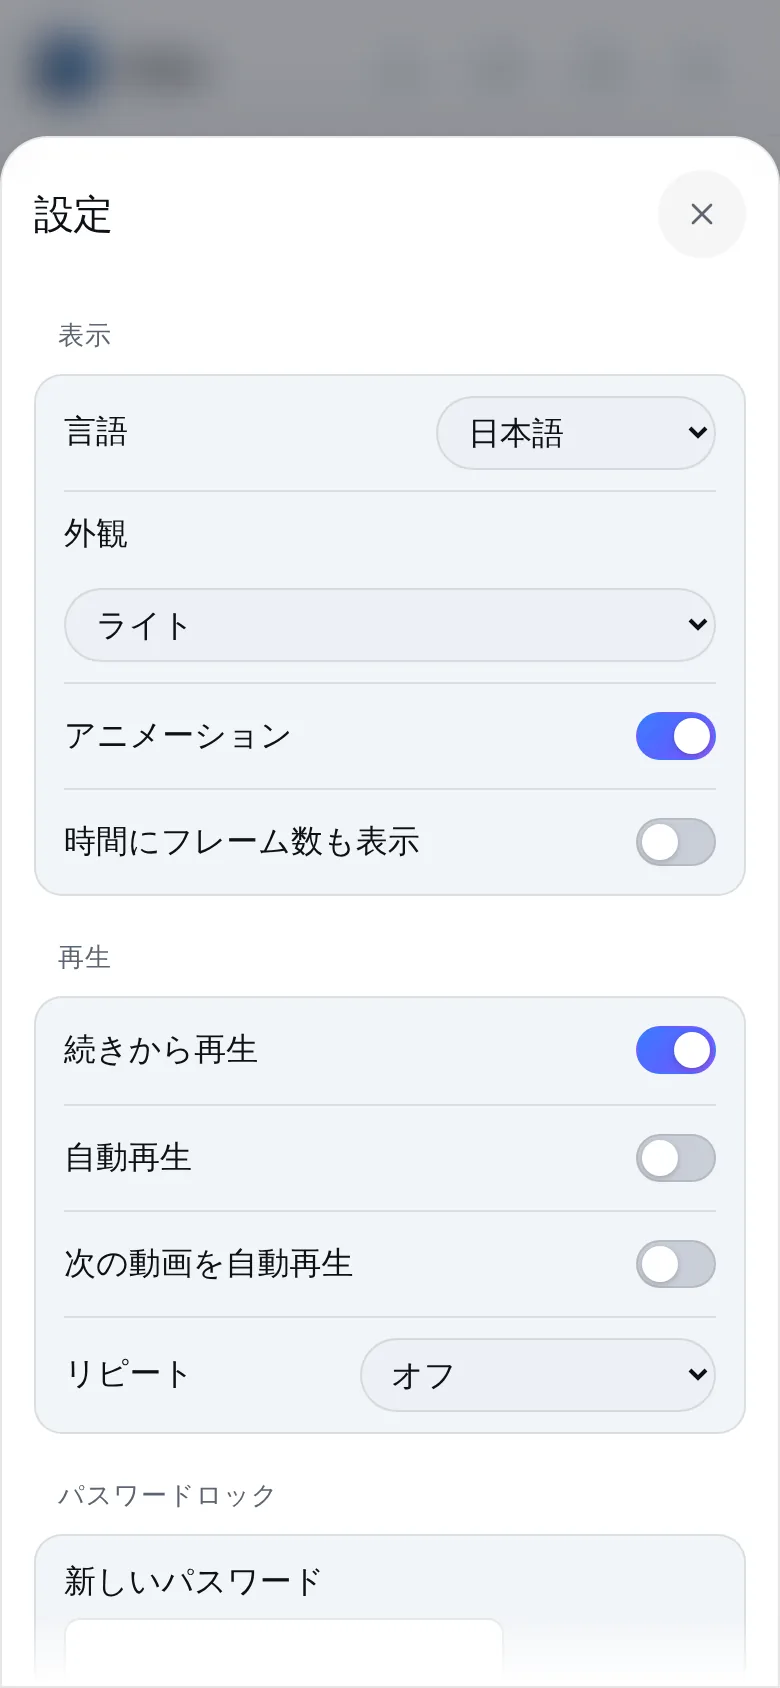 設定
表示
言語
日本語
外観
ライト
アニメーション
時間にフレーム数も表示
再生
続きから再生
自動再生
次の動画を自動再生
リピート
オフ
パスワードロック
新しいパスワード